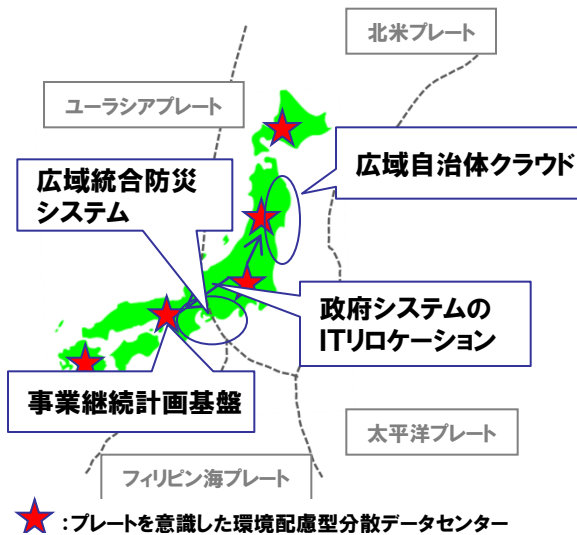 北米プレート
ユーラシアプレート
広域自治体クラウド
広域統合防災
システム
政府システムの
ITリロケーション
事業継続計画基盤
太平洋プレート
フィリピン海プレート
:プレートを意識した環境配慮型分散データセンター